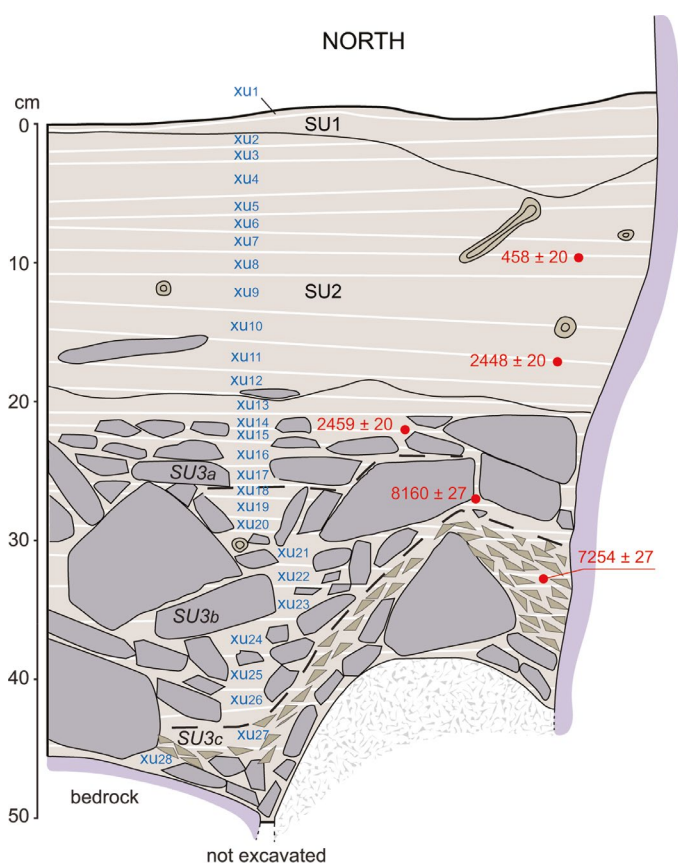 NORTH
xu1
cm
0
SU1
xu2
xu3
xu4
xu5
xu6
xu7
458 ± 20
xu8
10
xu9
SU2
xu10
xu11
2448 ± 20
xu12
20
xu13
xu14
2459 ± 20
xu15
xu16
SU3a
xu17
xu18
8160 ± 27
xu19
xu20
30
xu21
7254 ± 27
xu22
xu23
SU3b
xu24
xu25
40
xu26
SU3c
xu27
xu28
bedrock
50
not excavated